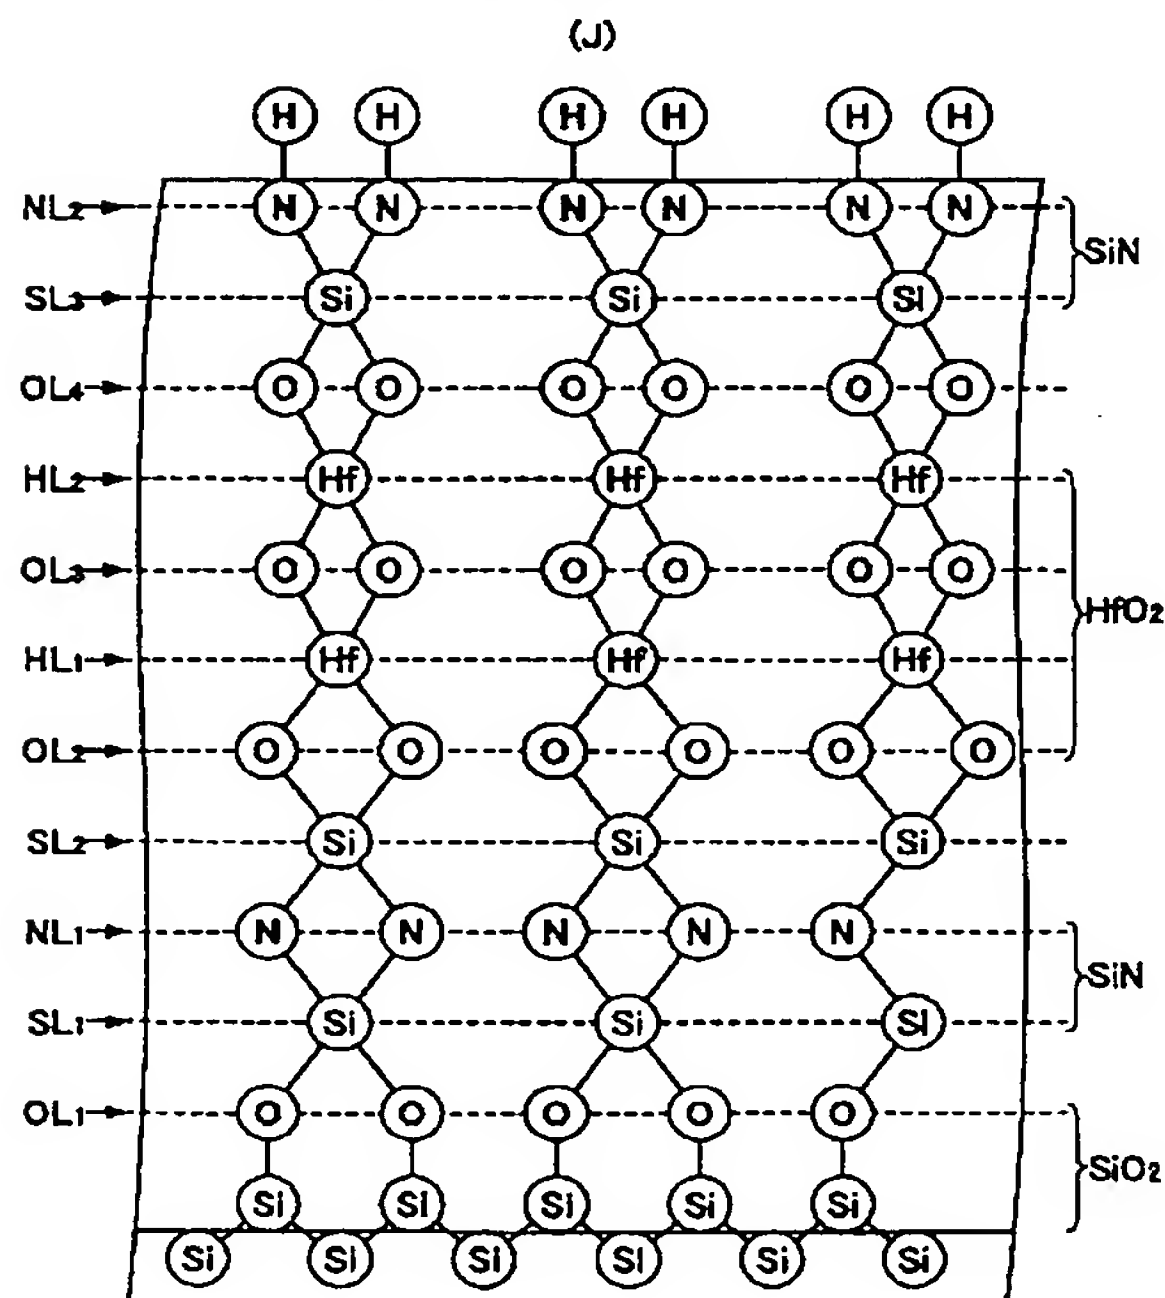 (J)
H H H H H H
NL2 N N N N N N
SiN
SL3 Si Si Si
OL4 O O O O O O
HL2 Hf Hf Hf
OL3 O O O O O O
HfO2
HL1 Hf Hf Hf
OL2 O O O O O O
SL2 Si Si Si
NL1 N N N N N
SiN
SL1 Si Si Si
OL1 O O O O O
SiO2
Si Si Si Si Si
Si Si Si Si Si Si